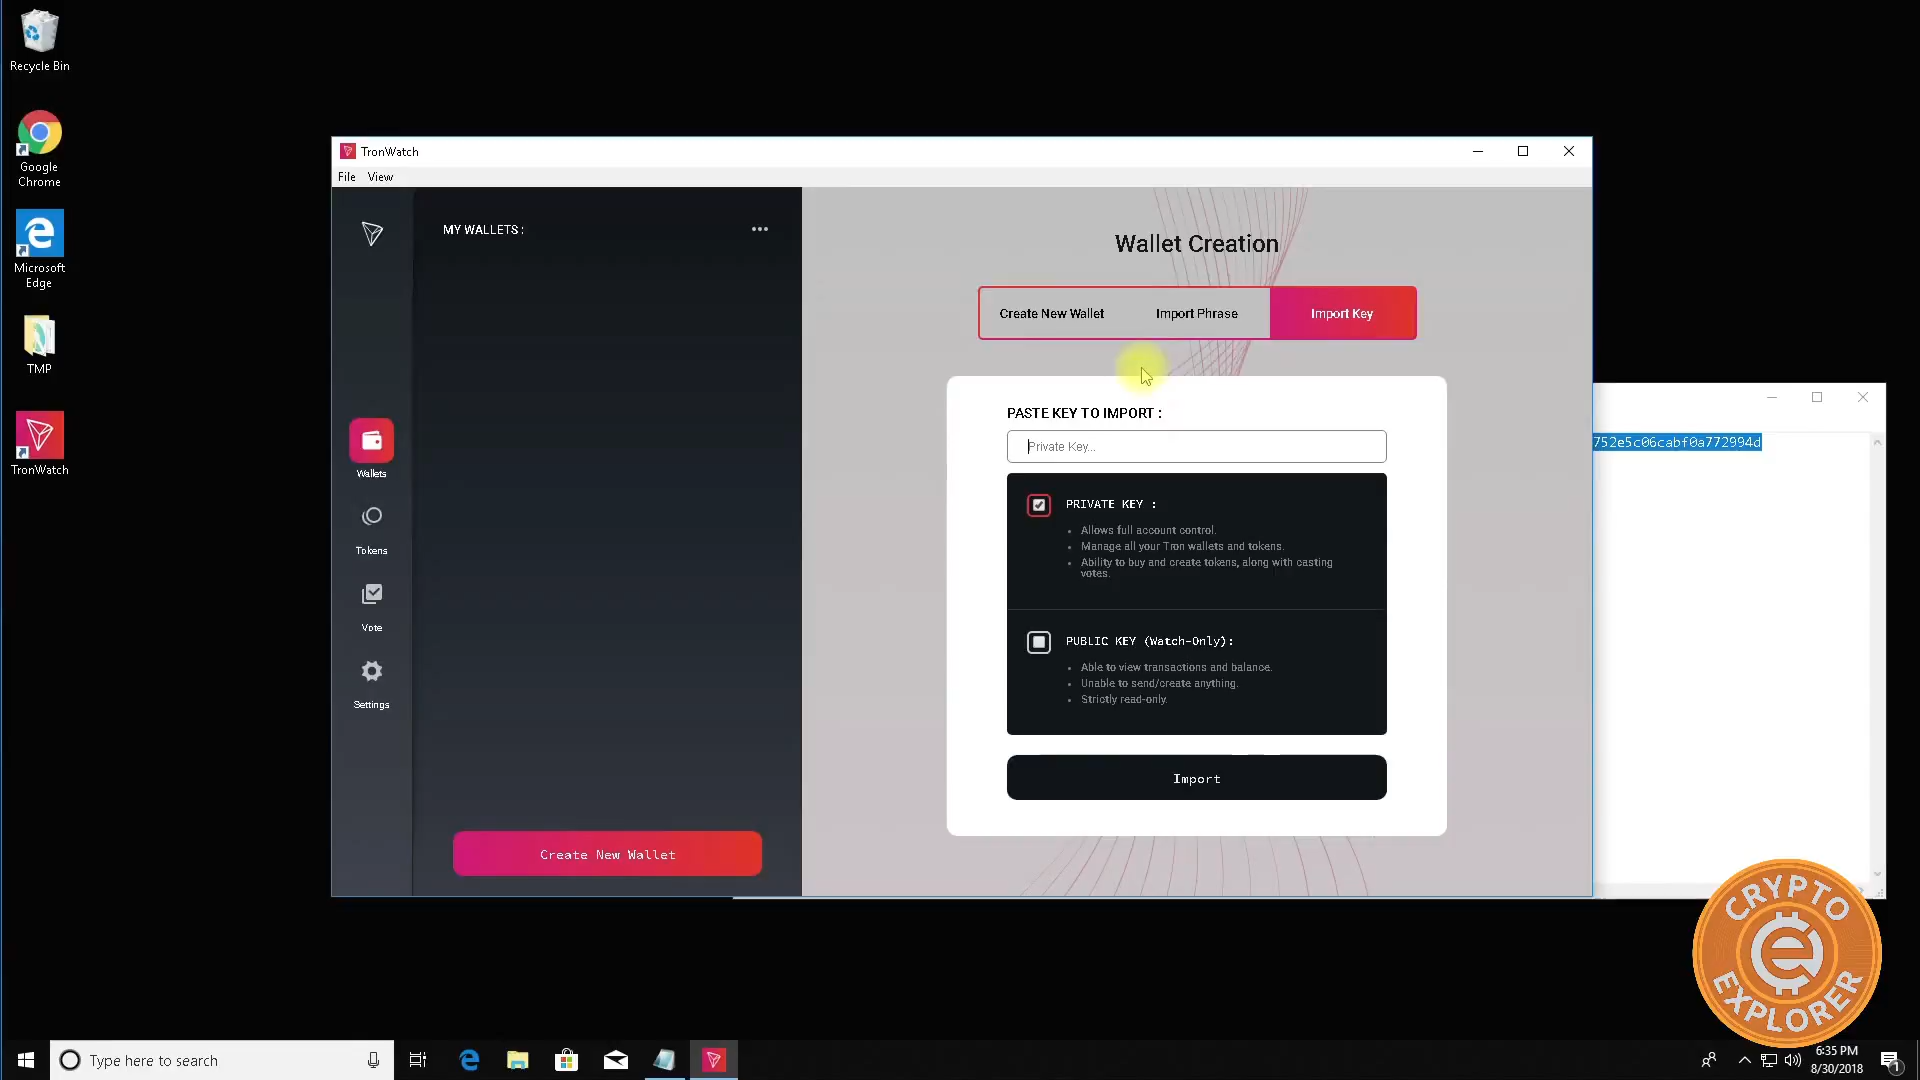 Recycle Bin
Google
Chrome
Microsoft
Edge
TMP
TronWatch
TronWatch
File View
MY WALLETS :
Wallets
Tokens
Vote
Settings
Create New Wallet
Wallet Creation
Create New Wallet Import Phrase Import Key
PASTE KEY TO IMPORT :
Private Key...
PRIVATE KEY :
• Allows full account control.
• Manage all your Tron wallets and tokens.
• Ability to buy and create tokens, along with casting
votes.
PUBLIC KEY (Watch-Only):
• Able to view transactions and balance.
• Unable to send/create anything.
• Strictly read-only.
Import
752e5c06cabf0a772994d
CRYPTO
EXPLORER
Type here to search
6:35 PM
8/30/2018
1